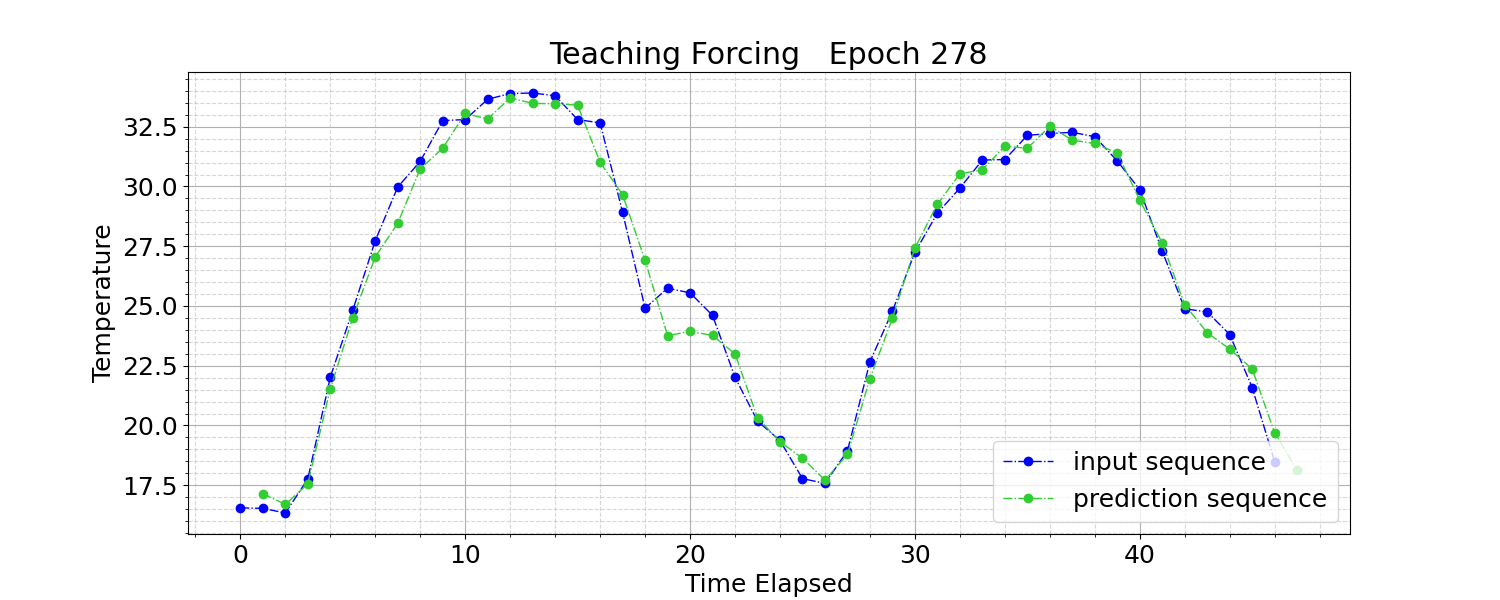 Teaching Forcing   Epoch 278
Temperature
32.5
30.0
27.5
25.0
22.5
20.0
17.5
input sequence
prediction sequence
0 10 20 30 40
Time Elapsed